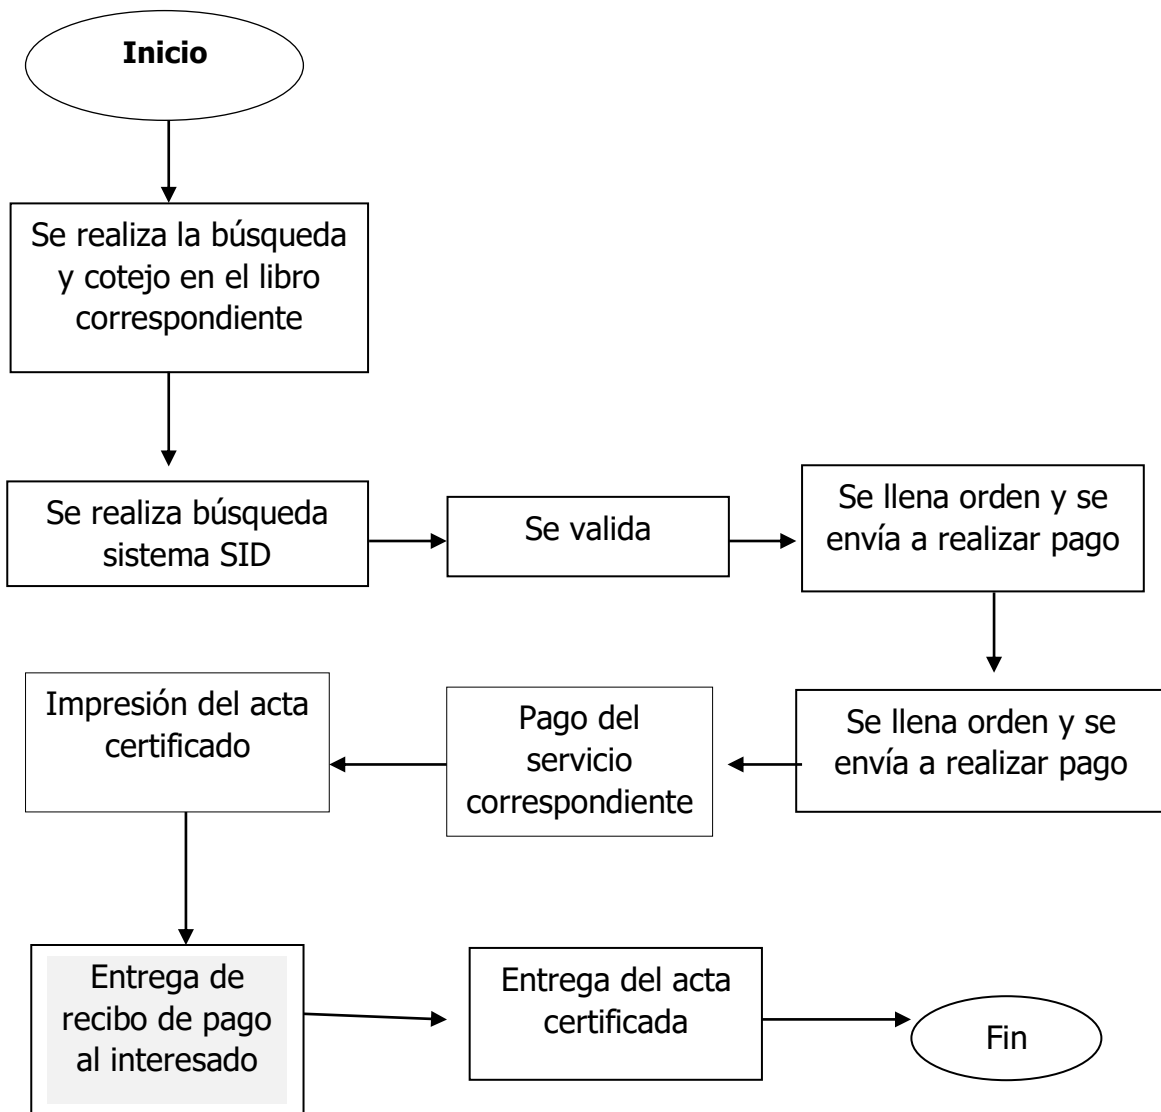 Inicio
Se realiza la búsqueda
y cotejo en el libro
correspondiente
Se realiza búsqueda
sistema SID
Se valida
Se llena orden y se
envía a realizar pago
Se llena orden y se
envía a realizar pago
Pago del
servicio
correspondiente
Impresión del acta
certificado
Entrega de
recibo de pago
al interesado
Entrega del acta
certificada
Fin